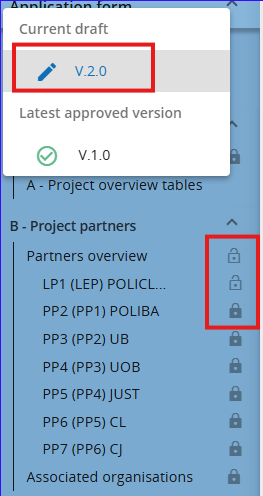 Application form
Current draft
V.2.0
Latest approved version
V.1.0
A - Project overview tables
B - Project partners
Partners overview
LP1 (LEP) POLICL...
PP2 (PP1) POLIBA
PP3 (PP2) UB
PP4 (PP3) UOB
PP5 (PP4) JUST
PP6 (PP5) CL
PP7 (PP6) CJ
Associated organisations